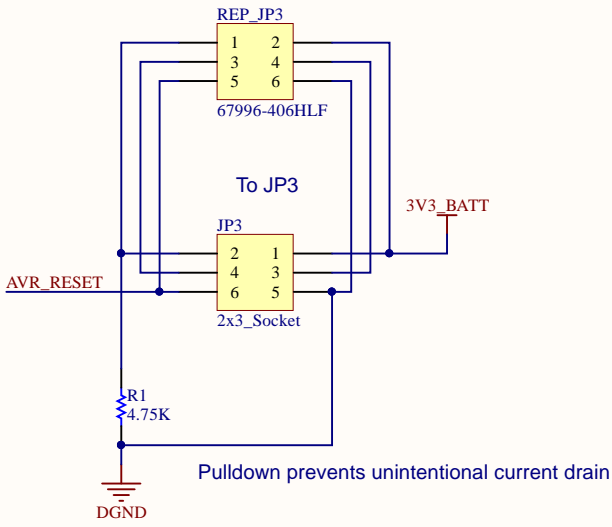 REP_JP3
1 2
3 4
5 6
67996-406HLF
To JP3
3V3_BATT
JP3
2 1
4 3
AVR_RESET
6 5
2x3_Socket
R1
4.75K
Pulldown prevents unintentional current drain
DGND